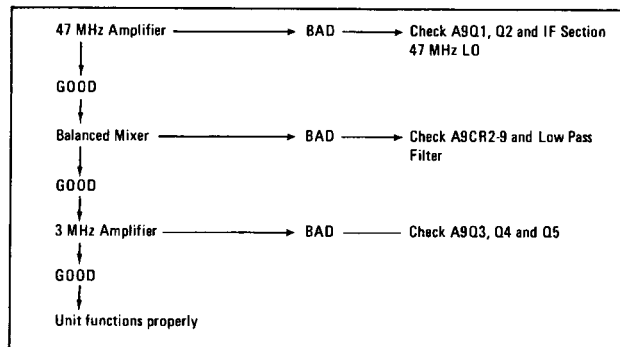 47 MHz Amplifier BAD Check A9Q1, Q2 and IF Section
47 MHz LO
GOOD
Balanced Mixer BAD Check A9CR2-9 and Low Pass
Filter
GOOD
3 MHz Amplifier BAD Check A9Q3, Q4 and Q5
GOOD
Unit functions properly